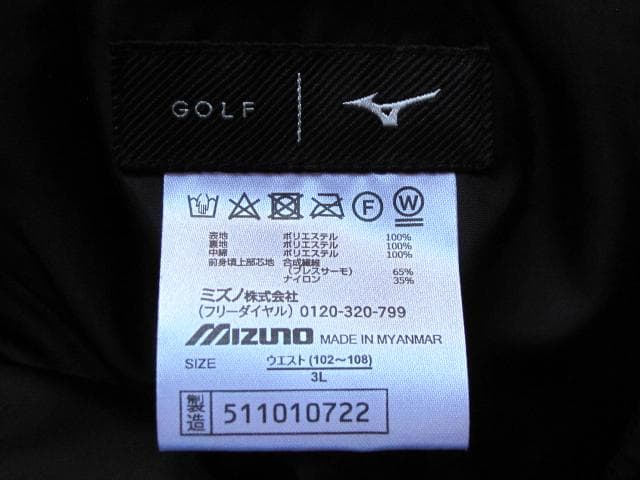 GOLF
F W
表地 ポリエステル 100%
裏地 ポリエステル 100%
中綿 ポリエステル 100%
前身頃上部芯地 合成繊維
(ブレスサーモ) 65%
ナイロン 35%
ミズノ株式会社
(フリーダイヤル) 0120-320-799
MIZUNO MADE IN MYANMAR
SIZE ウエスト(102~108)
3L
製造 511010722